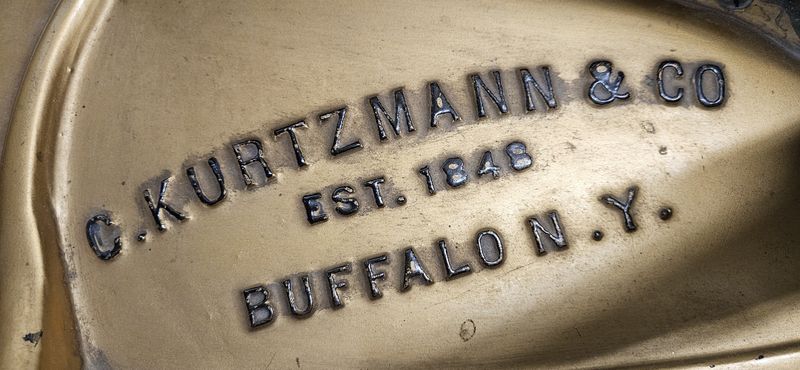 C. KURTZMANN & CO
EST. 1848
BUFFALO N.Y.